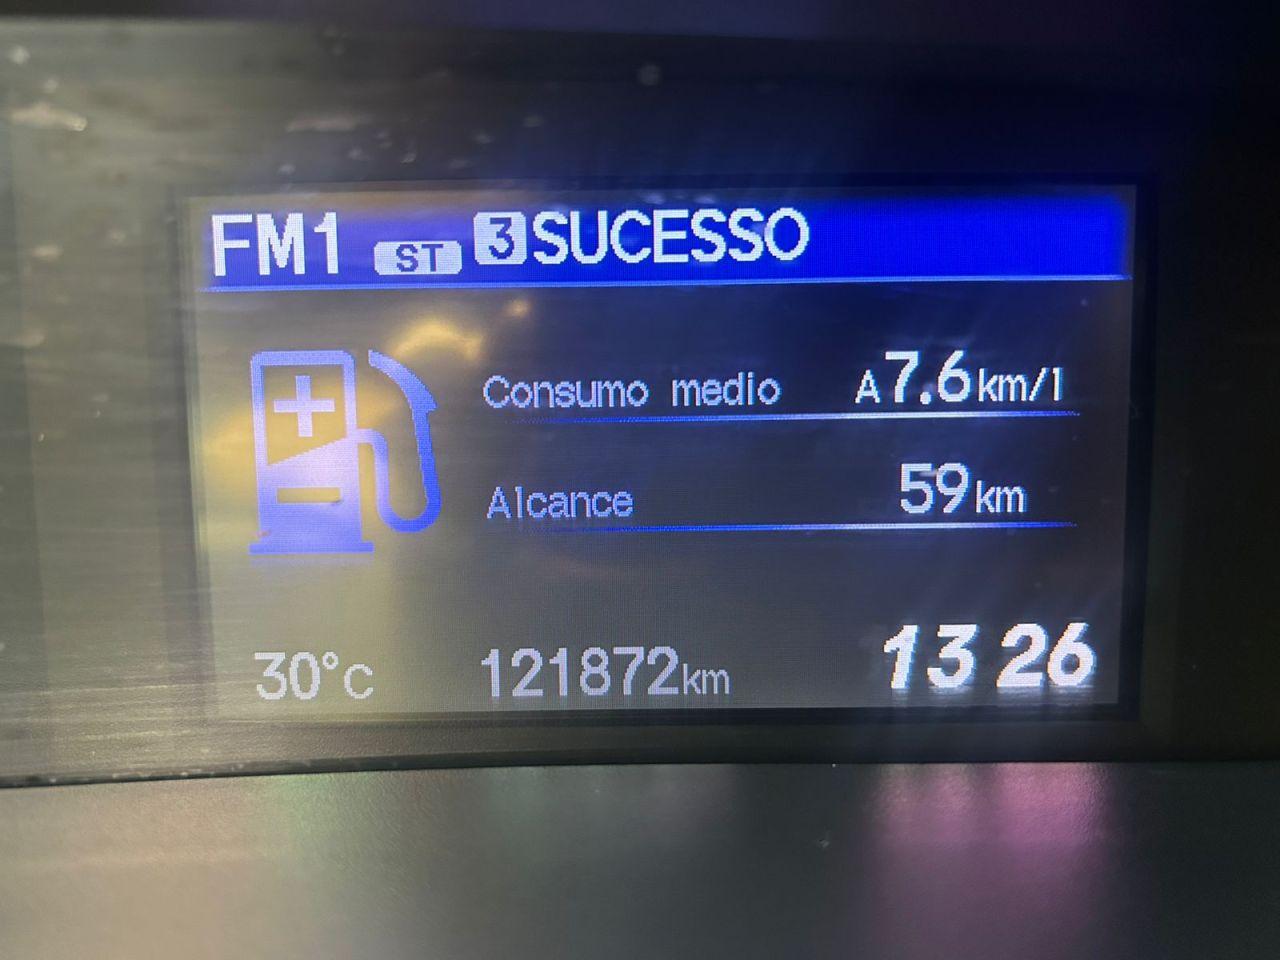 FM1 ST 3 SUCESSO
Consumo medio A7.6km/l
Alcance 59km
30°C 121872km 13 26